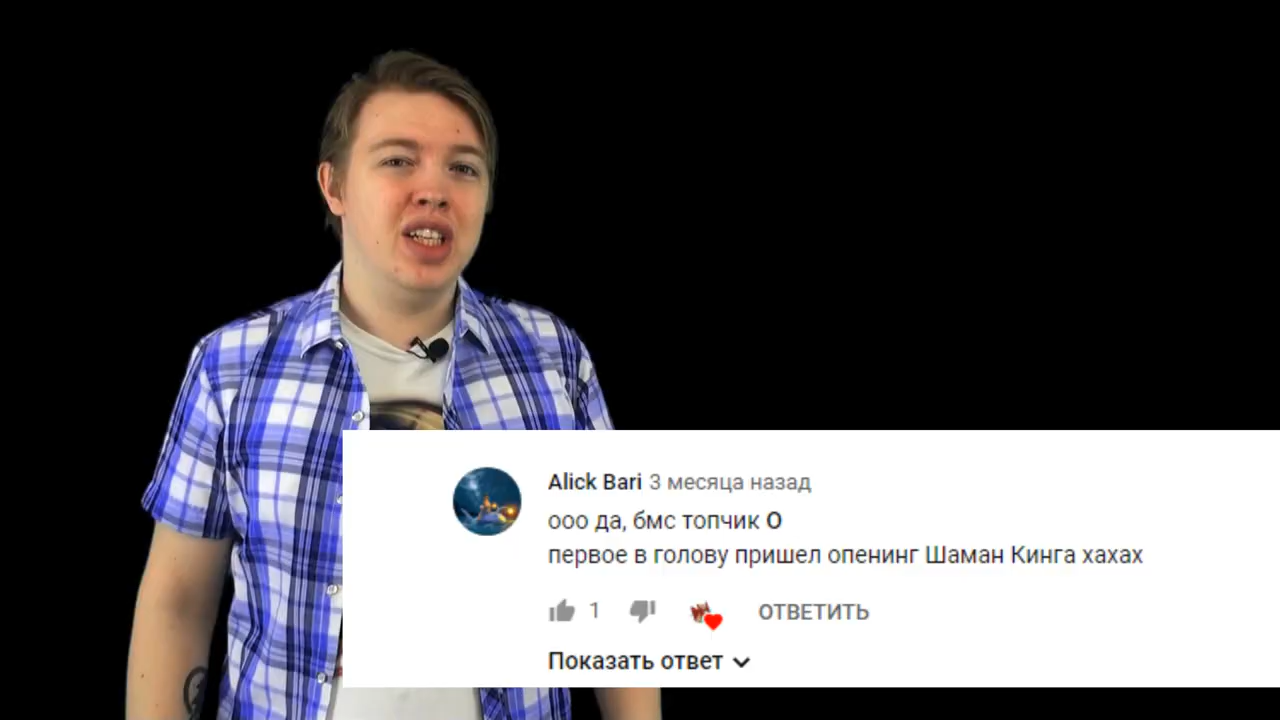 Alick Bari 3 месяца назад
ооо да, бмс топчик О
первое в голову пришел опенинг Шаман Кинга хахах
1 ОТВЕТИТЬ
Показать ответ